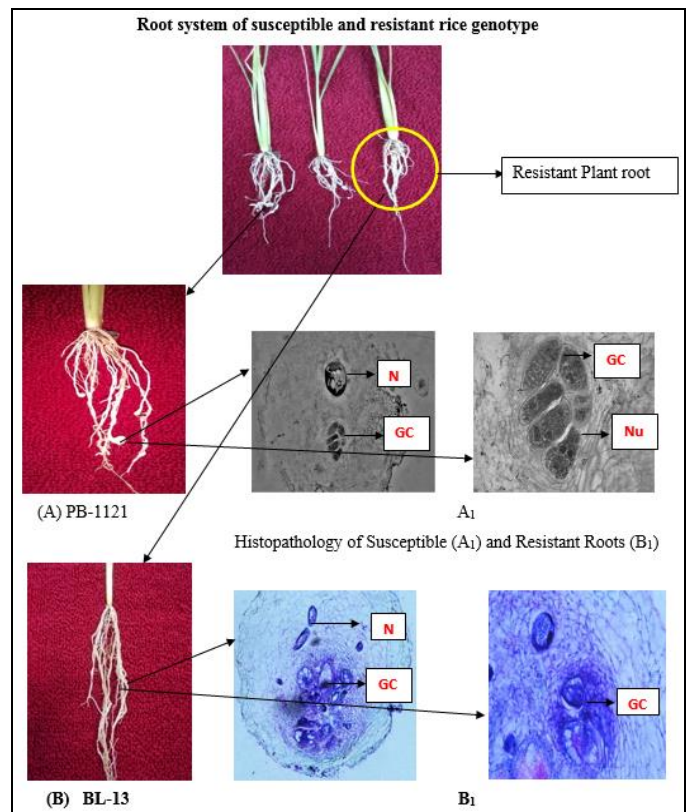 Root system of susceptible and resistant rice genotype
Resistant Plant root
N
GC
GC
Nu
(A) PB-1121
A₁
Histopathology of Susceptible (A₁) and Resistant Roots (B₁)
N
GC
GC
(B) BL-13
B₁